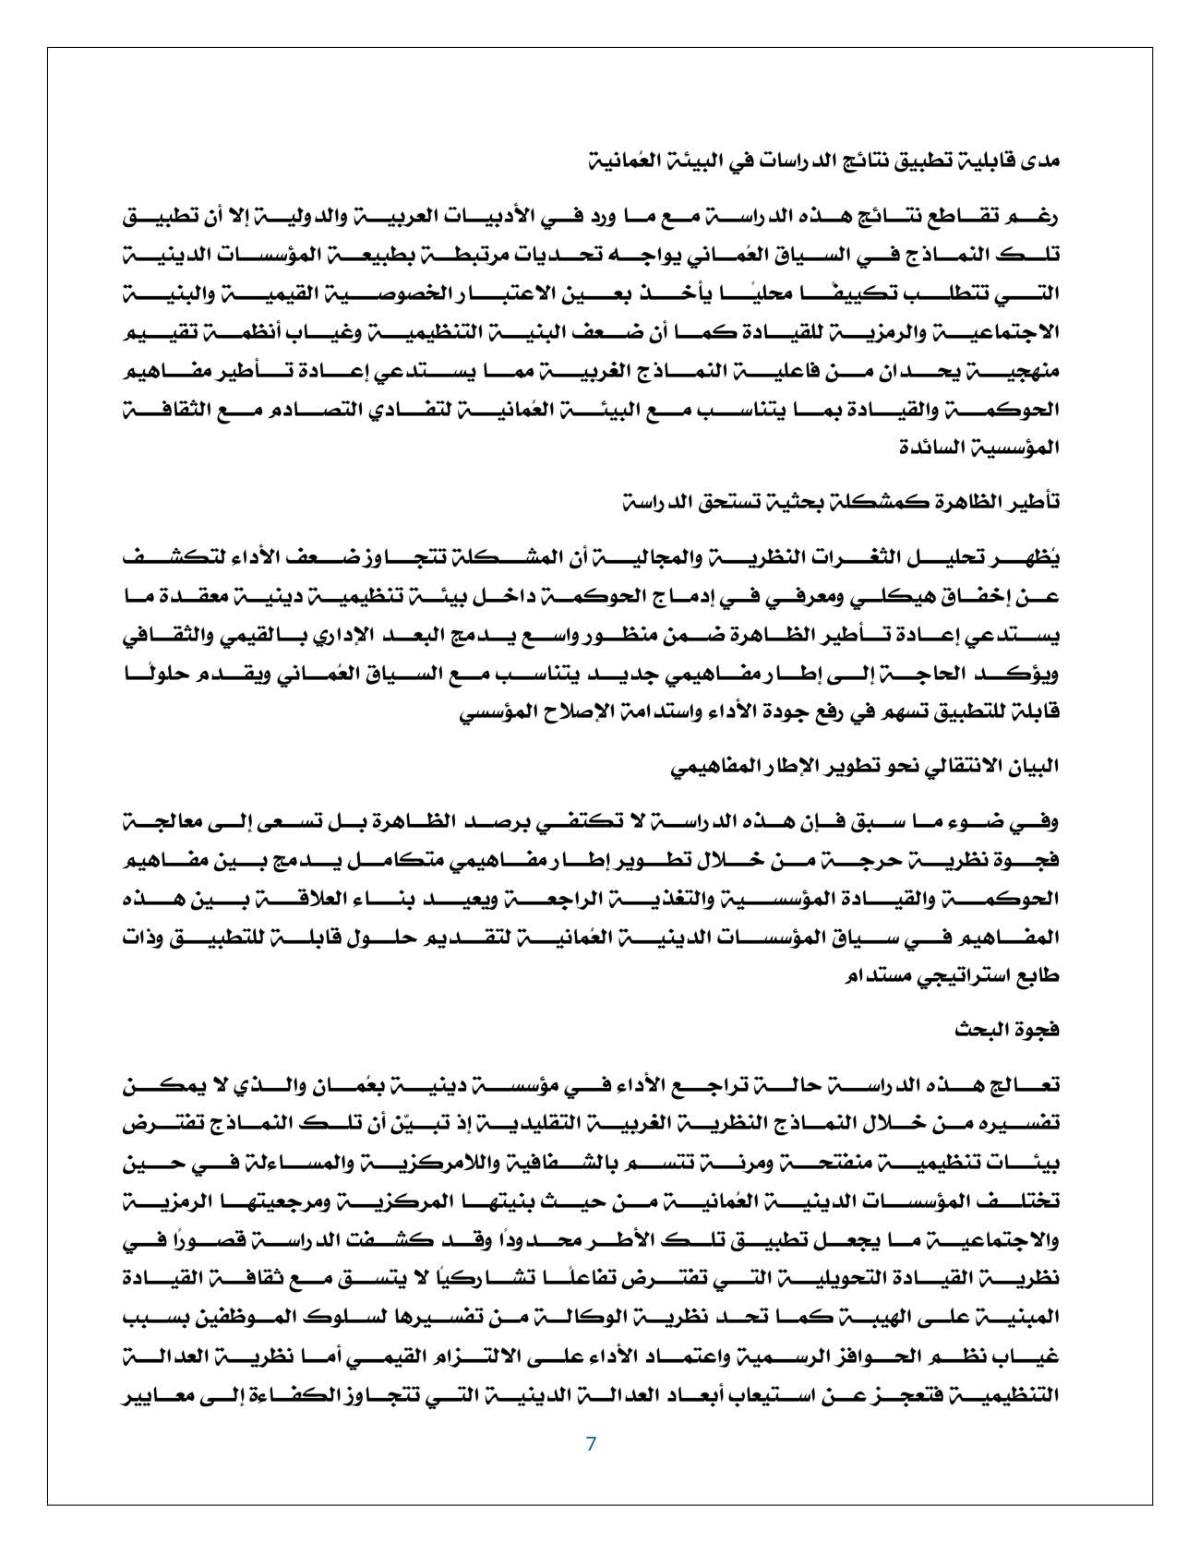 مدى قابلية تطبيق نتائج الدراسات في البيئة العُمانية
رغم تقاطع نتائج هذه الدراسة مع ما ورد في الأدبيات العربية والدولية إلا أن تطبيق
تلك النماذج في السياق العُماني يواجه تحديات مرتبطة بطبيعة المؤسسات الدينية
التي تتطلب تكييفًا محليًا يأخذ بعين الاعتبار الخصوصية القيمية والبنية
الاجتماعية والرمزية للقيادة كما أن ضعف البنية التنظيمية وغياب أنظمة تقييم
منهجية يحدان من فاعلية النماذج الغربية مما يستدعي إعادة تأطير مفاهيم
الحوكمة والقيادة بما يتناسب مع البيئة العُمانية لتفادي التصادم مع الثقافة
المؤسسية السائدة
تأطير الظاهرة كمشكلة بحثية تستحق الدراسة
يُظهر تحليل الثغرات النظرية والمجالية أن المشكلة تتجاوز ضعف الأداء لتكشف
عن إخفاق هيكلي ومعرفي في إدماج الحوكمة داخل بيئة تنظيمية دينية معقدة ما
يستدعي إعادة تأطير الظاهرة ضمن منظور واسع يدمج البعد الإداري بالقيمي والثقافي
ويؤكد الحاجة إلى إطار مفاهيمي جديد يتناسب مع السياق العُماني ويقدم حلولًا
قابلة للتطبيق تسهم في رفع جودة الأداء واستدامة الإصلاح المؤسسي
البيان الانتقالي نحو تطوير الإطار المفاهيمي
وفي ضوء ما سبق فإن هذه الدراسة لا تكتفي برصد الظاهرة بل تسعى إلى معالجة
فجوة نظرية حرجة من خلال تطوير إطار مفاهيمي متكامل يدمج بين مفاهيم
الحوكمة والقيادة المؤسسية والتغذية الراجعة ويعيد بناء العلاقة بين هذه
المفاهيم في سياق المؤسسات الدينية العُمانية لتقديم حلول قابلة للتطبيق وذات
طابع استراتيجي مستدام
فجوة البحث
تعالج هذه الدراسة حالة تراجع الأداء في مؤسسة دينية بعُمان والذي لا يمكن
تفسيره من خلال النماذج النظرية الغربية التقليدية إذ تبيّن أن تلك النماذج تفترض
بيئات تنظيمية منفتحة ومرنة تتسم بالشفافية واللامركزية والمساءلة في حين
تختلف المؤسسات الدينية العُمانية من حيث بنيتها المركزية ومرجعيتها الرمزية
والاجتماعية ما يجعل تطبيق تلك الأطر محدودًا وقد كشفت الدراسة قصورًا في
نظرية القيادة التحويلية التي تفترض تفاعلًا تشاركيًا لا يتسق مع ثقافة القيادة
المبنية على الهيبة كما تحد نظرية الوكالة من تفسيرها لسلوك الموظفين بسبب
غياب نظم الحوافز الرسمية واعتماد الأداء على الالتزام القيمي أما نظرية العدالة
التنظيمية فتعجز عن استيعاب أبعاد العدالة الدينية التي تتجاوز الكفاءة إلى معايير
7